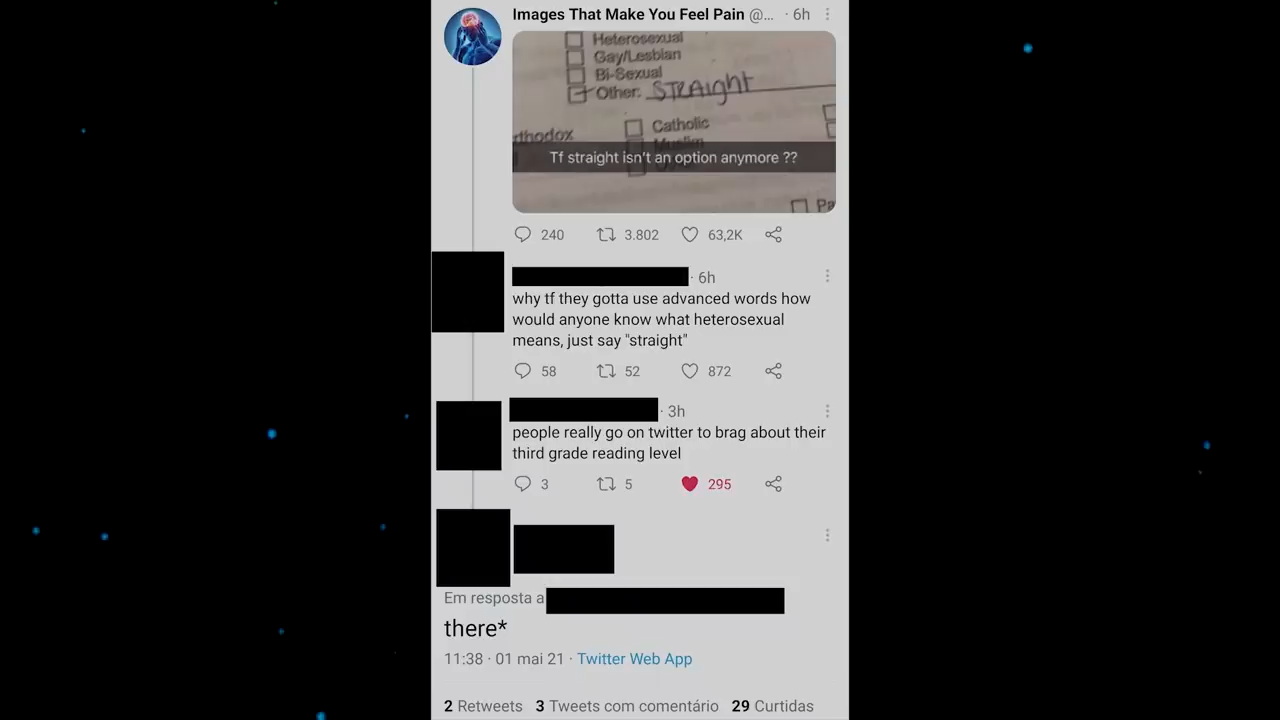 Images That Make You Feel Pain @... · 6h
Heterosexual
Gay/Lesbian
Bi-Sexual
Other: STRAIght
Catholic
thodox
Muslim
Tf straight isn't an option anymore ??
Pa
240 3.802 63,2K
· 6h
why tf they gotta use advanced words how
would anyone know what heterosexual
means, just say "straight"
58 52 872
· 3h
people really go on twitter to brag about their
third grade reading level
3 5 295
Em resposta a
there*
11:38 · 01 mai 21 · Twitter Web App
2 Retweets 3 Tweets com comentário 29 Curtidas